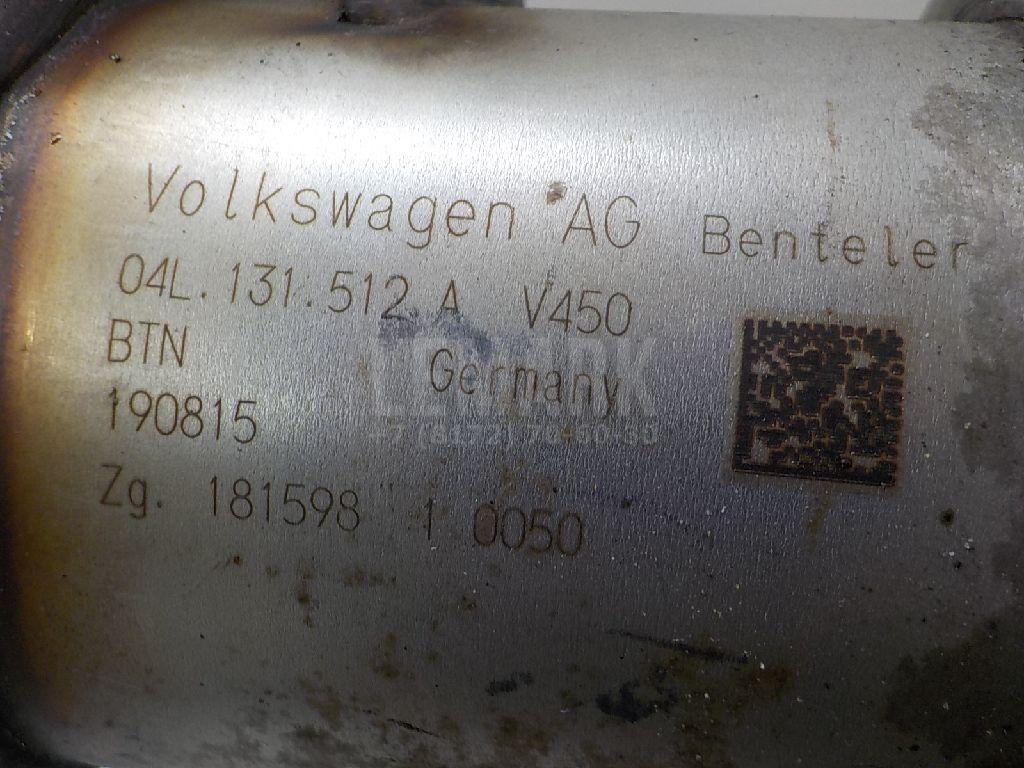 Volkswagen AG Benteler
04L.131.512 A V450
BTN Germany
190815
Zg. 181598 1 0050